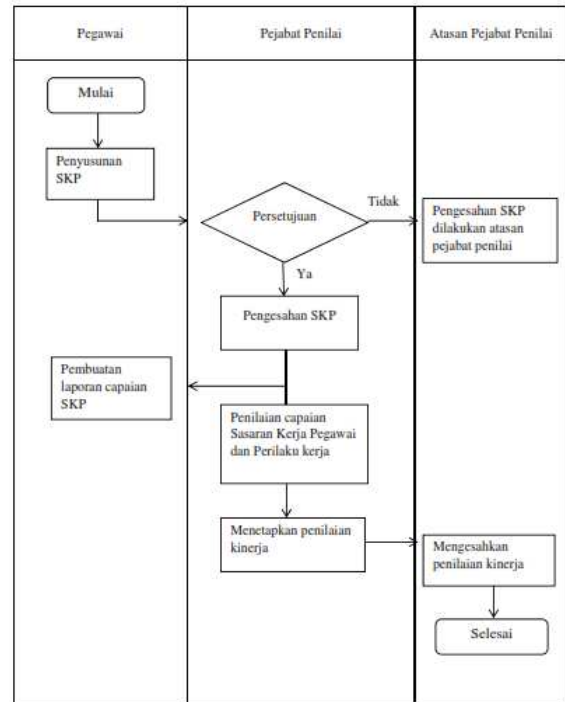 Pegawai
Pejabat Penilai
Atasan Pejabat Penilai
Mulai
Penyusunan
SKP
Persetujuan
Tidak
Pengesahan SKP
dilakukan atasan
pejabat penilai
Ya
Pengesahan SKP
Pembuatan
laporan capaian
SKP
Penilaian capaian
Sasaran Kerja Pegawai
dan Perilaku kerja
Menetapkan penilaian
kinerja
Mengesahkan
penilaian kinerja
Selesai